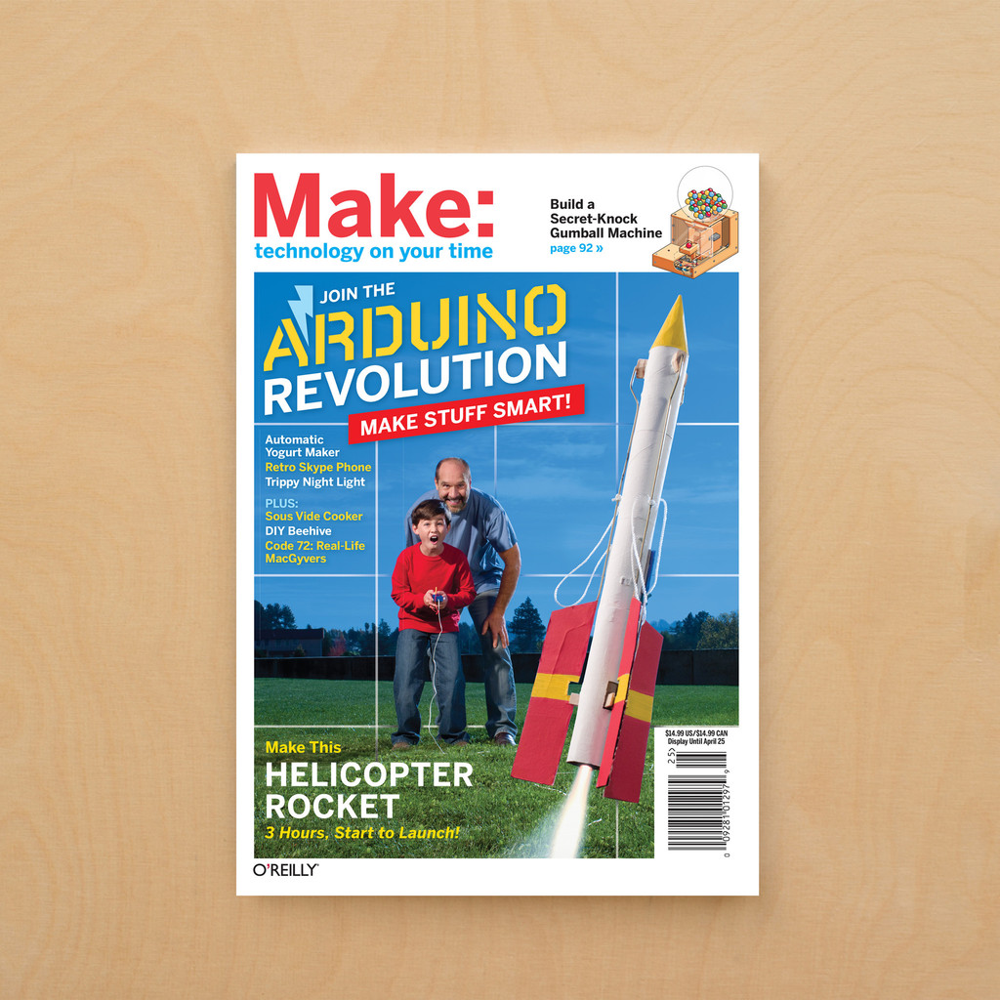 Make:
technology on your time
Build a
Secret-Knock
Gumball Machine
page 92 »
JOIN THE
ARDUINO
REVOLUTION
MAKE STUFF SMART!
Automatic
Yogurt Maker
Retro Skype Phone
Trippy Night Light
PLUS:
Sous Vide Cooker
DIY Beehive
Code 72: Real-Life
MacGyvers
Make This
HELICOPTER
ROCKET
3 Hours, Start to Launch!
$14.99 US/$14.99 CAN
Display Until April 25
25
0 09281 01297 9
O'REILLY